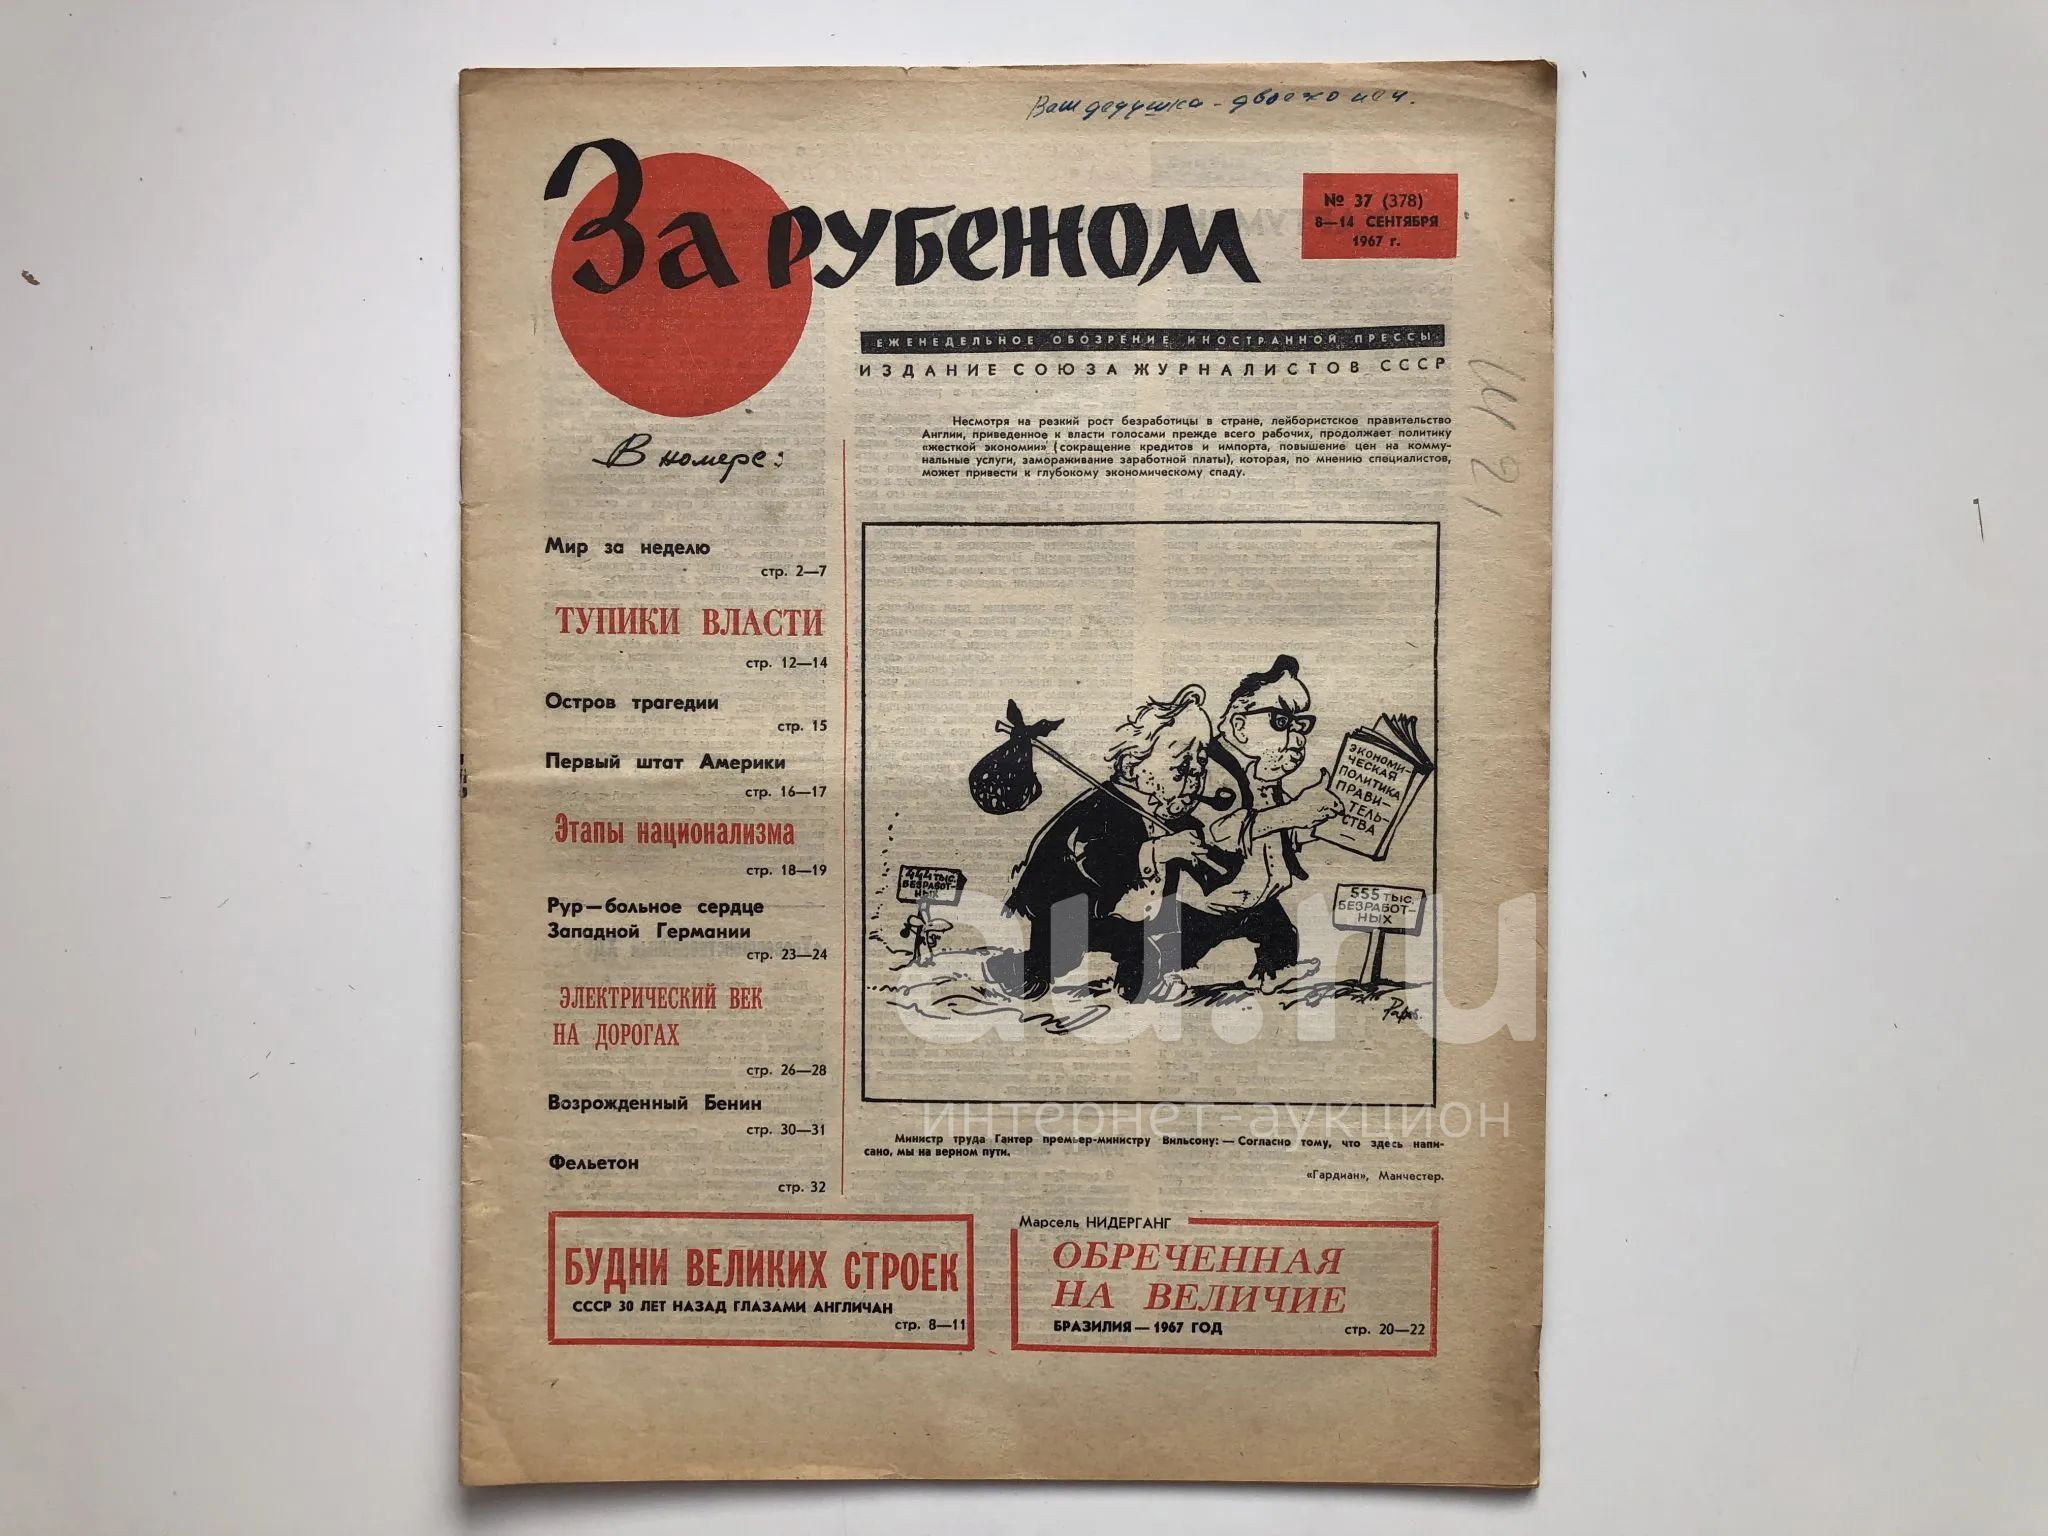 Ваш дедушка -
За рубежом
№ 37 (378)
8—14 СЕНТЯБРЯ
1967 г.
ЕЖЕНЕДЕЛЬНОЕ ОБОЗРЕНИЕ ИНОСТРАННОЙ ПРЕССЫ
ИЗДАНИЕ СОЮЗА ЖУРНАЛИСТОВ СССР
Несмотря на резкий рост безработицы в стране, лейбористское правительство
Англии, приведенное к власти голосами прежде всего рабочих, продолжает политику
«жесткой экономии» (сокращение кредитов и импорта, повышение цен на комму-
нальные услуги, замораживание заработной платы), которая, по мнению специалистов,
может привести к глубокому экономическому спаду.
В номере:
Мир за неделю
стр. 2—7
ТУПИКИ ВЛАСТИ
стр. 12—14
Остров трагедии
стр. 15
Первый штат Америки
стр. 16—17
Этапы национализма
стр. 18—19
Рур—больное сердце
Западной Германии
стр. 23—24
ЭЛЕКТРИЧЕСКИЙ ВЕК
НА ДОРОГАХ
стр. 26—28
Возрожденный Бенин
стр. 30—31
Фельетон
стр. 32
ЭКОНОМИ-
ЧЕСКАЯ
ПОЛИТИКА
ПРАВИ-
ТЕЛЬ-
СТВА
444 ТЫС.
БЕЗРАБОТ-
НЫХ
555 ТЫС.
БЕЗРАБОТ-
НЫХ
au.ru
интернет-аукцион
Министр труда Гантер премьер-министру Вильсону: — Согласно тому, что здесь напи-
сано, мы на верном пути.
«Гардиан», Манчестер.
БУДНИ ВЕЛИКИХ СТРОЕК
СССР 30 ЛЕТ НАЗАД ГЛАЗАМИ АНГЛИЧАН
стр. 8—11
Марсель НИДЕРГАНГ
ОБРЕЧЕННАЯ
НА ВЕЛИЧИЕ
БРАЗИЛИЯ — 1967 ГОД
стр. 20—22